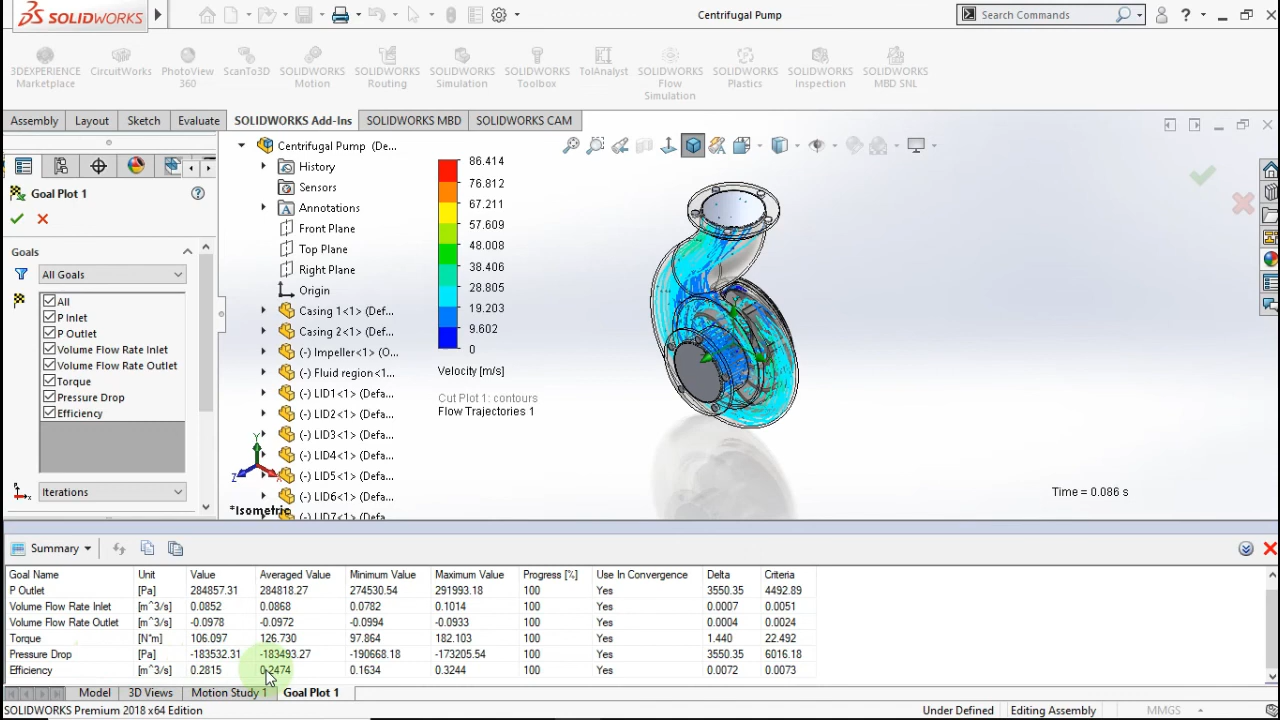 SOLIDWORKS
Centrifugal Pump
Search Commands
?
3DEXPERIENCE Marketplace
CircuitWorks
PhotoView 360
ScanTo3D
SOLIDWORKS Motion
SOLIDWORKS Routing
SOLIDWORKS Simulation
SOLIDWORKS Toolbox
TolAnalyst
SOLIDWORKS Flow Simulation
SOLIDWORKS Plastics
SOLIDWORKS Inspection
SOLIDWORKS MBD SNL
Assembly Layout Sketch Evaluate SOLIDWORKS Add-Ins SOLIDWORKS MBD SOLIDWORKS CAM
Goal Plot 1
?
Goals
All Goals
All
P Inlet
P Outlet
Volume Flow Rate Inlet
Volume Flow Rate Outlet
Torque
Pressure Drop
Efficiency
Iterations
Centrifugal Pump (De...
History
Sensors
A Annotations
Front Plane
Top Plane
Right Plane
Origin
Casing 1<1> (Def...
Casing 2<1> (Def...
(-) Impeller<1> (O...
(-) Fluid region<1...
(-) LID1<1> (Defa...
(-) LID2<1> (Defa...
(-) LID3<1> (Defa...
(-) LID4<1> (Defa...
(-) LID5<1> (Defa...
(-) LID6<1> (Defa...
(-) LID7<1> (Defa...
Y
Z
*Isometric
86.414
76.812
67.211
57.609
48.008
38.406
28.805
19.203
9.602
0
Velocity [m/s]
Cut Plot 1: contours
Flow Trajectories 1
Time = 0.086 s
Summary
Goal Name Unit Value Averaged Value Minimum Value Maximum Value Progress [%] Use In Convergence Delta Criteria
P Outlet [Pa] 284857.31 284818.27 274530.54 291993.18 100 Yes 3550.35 4492.89
Volume Flow Rate Inlet [m^3/s] 0.0852 0.0868 0.0782 0.1014 100 Yes 0.0007 0.0051
Volume Flow Rate Outlet [m^3/s] -0.0978 -0.0972 -0.0994 -0.0933 100 Yes 0.0004 0.0024
Torque [N*m] 106.097 126.730 97.864 182.103 100 Yes 1.440 22.492
Pressure Drop [Pa] -183532.31 -183493.27 -190668.18 -173205.54 100 Yes 3550.35 6016.18
Efficiency [m^3/s] 0.2815 0.2474 0.1634 0.3244 100 Yes 0.0072 0.0073
Model 3D Views Motion Study 1 Goal Plot 1
SOLIDWORKS Premium 2018 x64 Edition Under Defined Editing Assembly MMGS